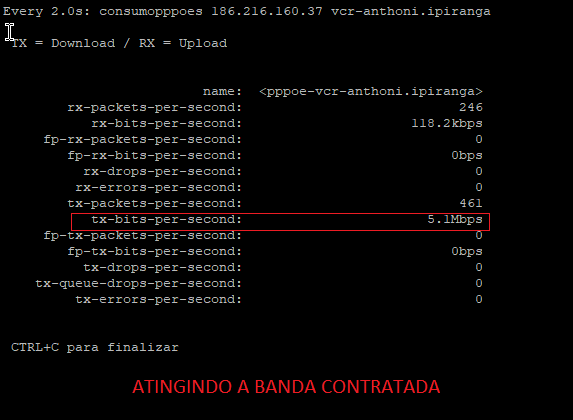 Every 2.0s: consumopppoes 186.216.160.37 vcr-anthoni.ipiranga
TX = Download / RX = Upload
name: <pppoe-vcr-anthoni.ipiranga>
rx-packets-per-second: 246
rx-bits-per-second: 118.2kbps
fp-rx-packets-per-second: 0
fp-rx-bits-per-second: 0bps
rx-drops-per-second: 0
rx-errors-per-second: 0
tx-packets-per-second: 461
tx-bits-per-second: 5.1Mbps
fp-tx-packets-per-second: 0
fp-tx-bits-per-second: 0bps
tx-drops-per-second: 0
tx-queue-drops-per-second: 0
tx-errors-per-second: 0
CTRL+C para finalizar
ATINGINDO A BANDA CONTRATADA